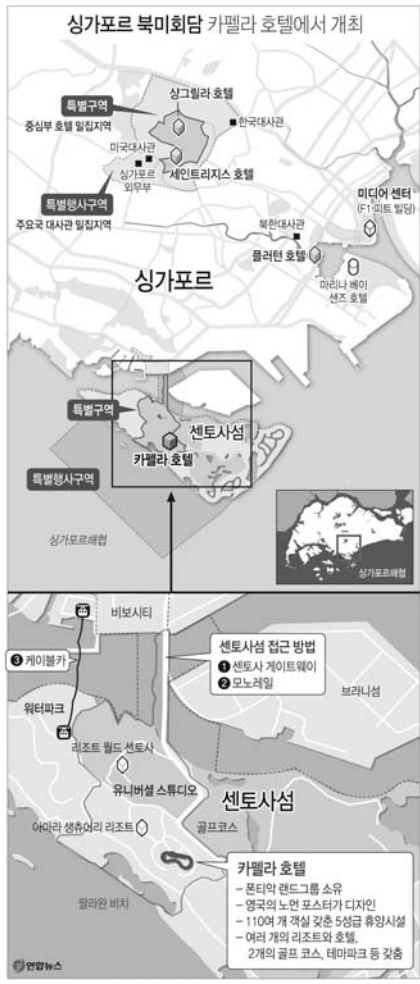 싱가포르 북미회담 카펠라 호텔에서 개최
특별구역
중심부 호텔 밀집지역
샹그릴라 호텔
한국대사관
미국대사관
싱가포르
외무부
세인트리지스 호텔
특별행사구역
주요국 대사관 밀집지역
미디어 센터
(F1·피트 빌딩)
북한대사관
플러턴 호텔
마리나 베이
샌즈 호텔
싱가포르
특별구역
센토사섬
카펠라 호텔
특별행사구역
싱가포르해협
싱가포르해협
비보시티
❸ 케이블카
센토사섬 접근 방법
❶ 센토사 게이트웨이
❷ 모노레일
브라니섬
워터파크
리조트 월드 센토사
유니버셜 스튜디오
센토사섬
골프코스
아마라 생츄어리 리조트
카펠라 호텔
– 폰티악 랜드그룹 소유
– 영국의 노먼 포스터가 디자인
– 110여 개 객실 갖춘 5성급 휴양시설
– 여러 개의 리조트와 호텔,
2개의 골프 코스, 테마파크 등 갖춤
팔라완 비치
연합뉴스